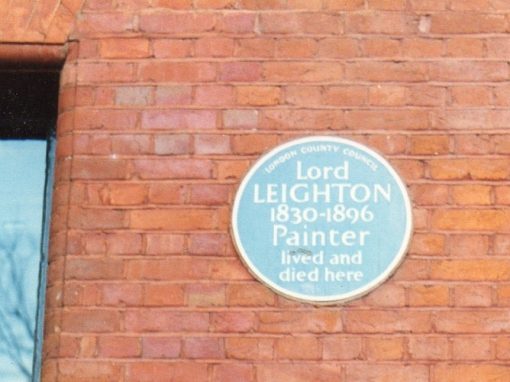 LONDON COUNTY COUNCIL
Lord
LEIGHTON
1830-1896
Painter
lived and
died here